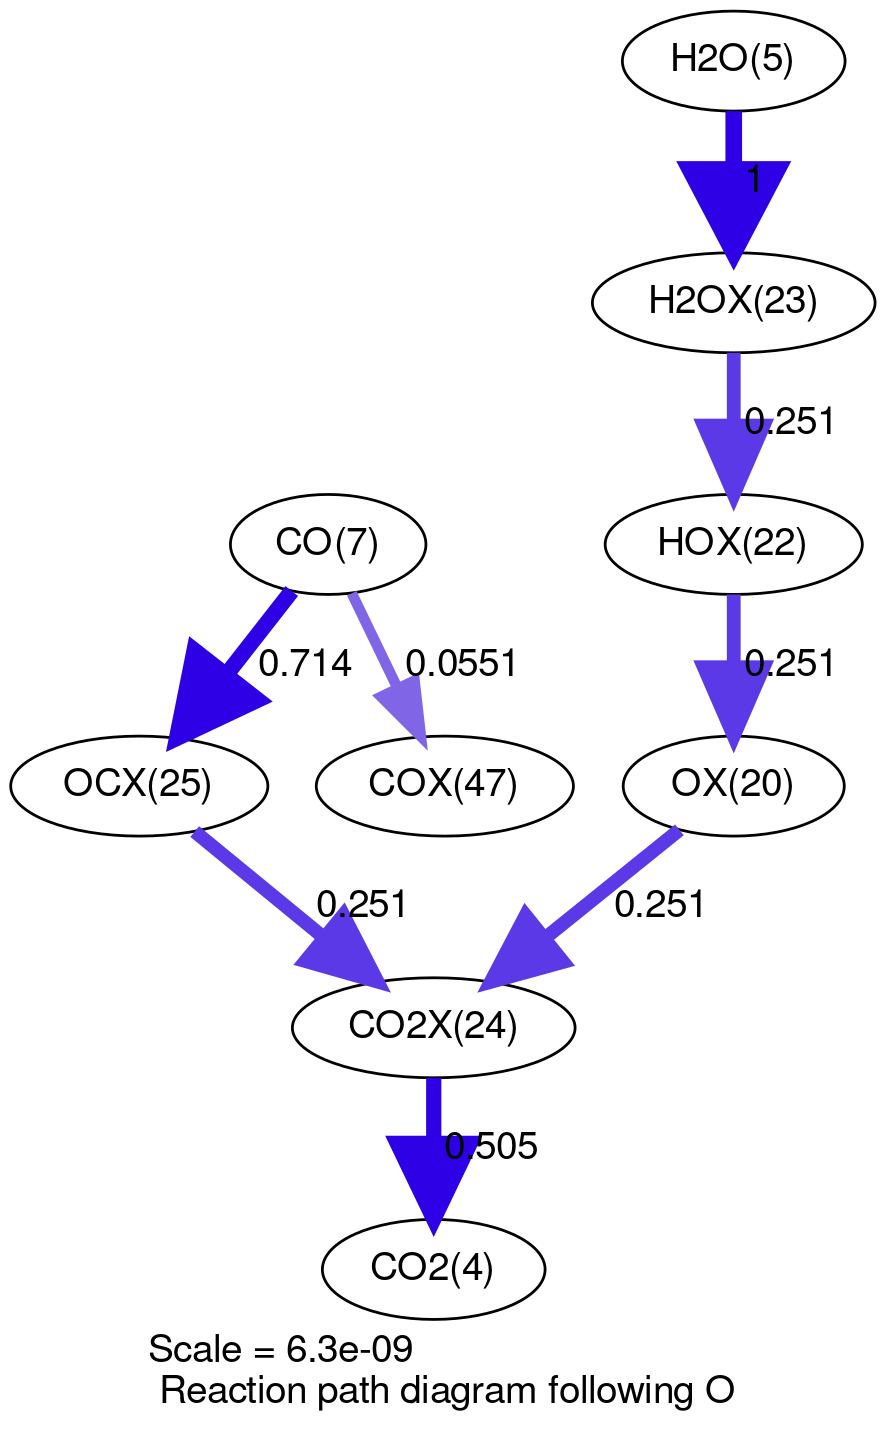 H2O(5)
1
H2OX(23)
0.251
CO(7)
HOX(22)
0.714
0.0551
0.251
OCX(25)
COX(47)
OX(20)
0.251
0.251
CO2X(24)
0.505
CO2(4)
Scale = 6.3e-09
Reaction path diagram following O